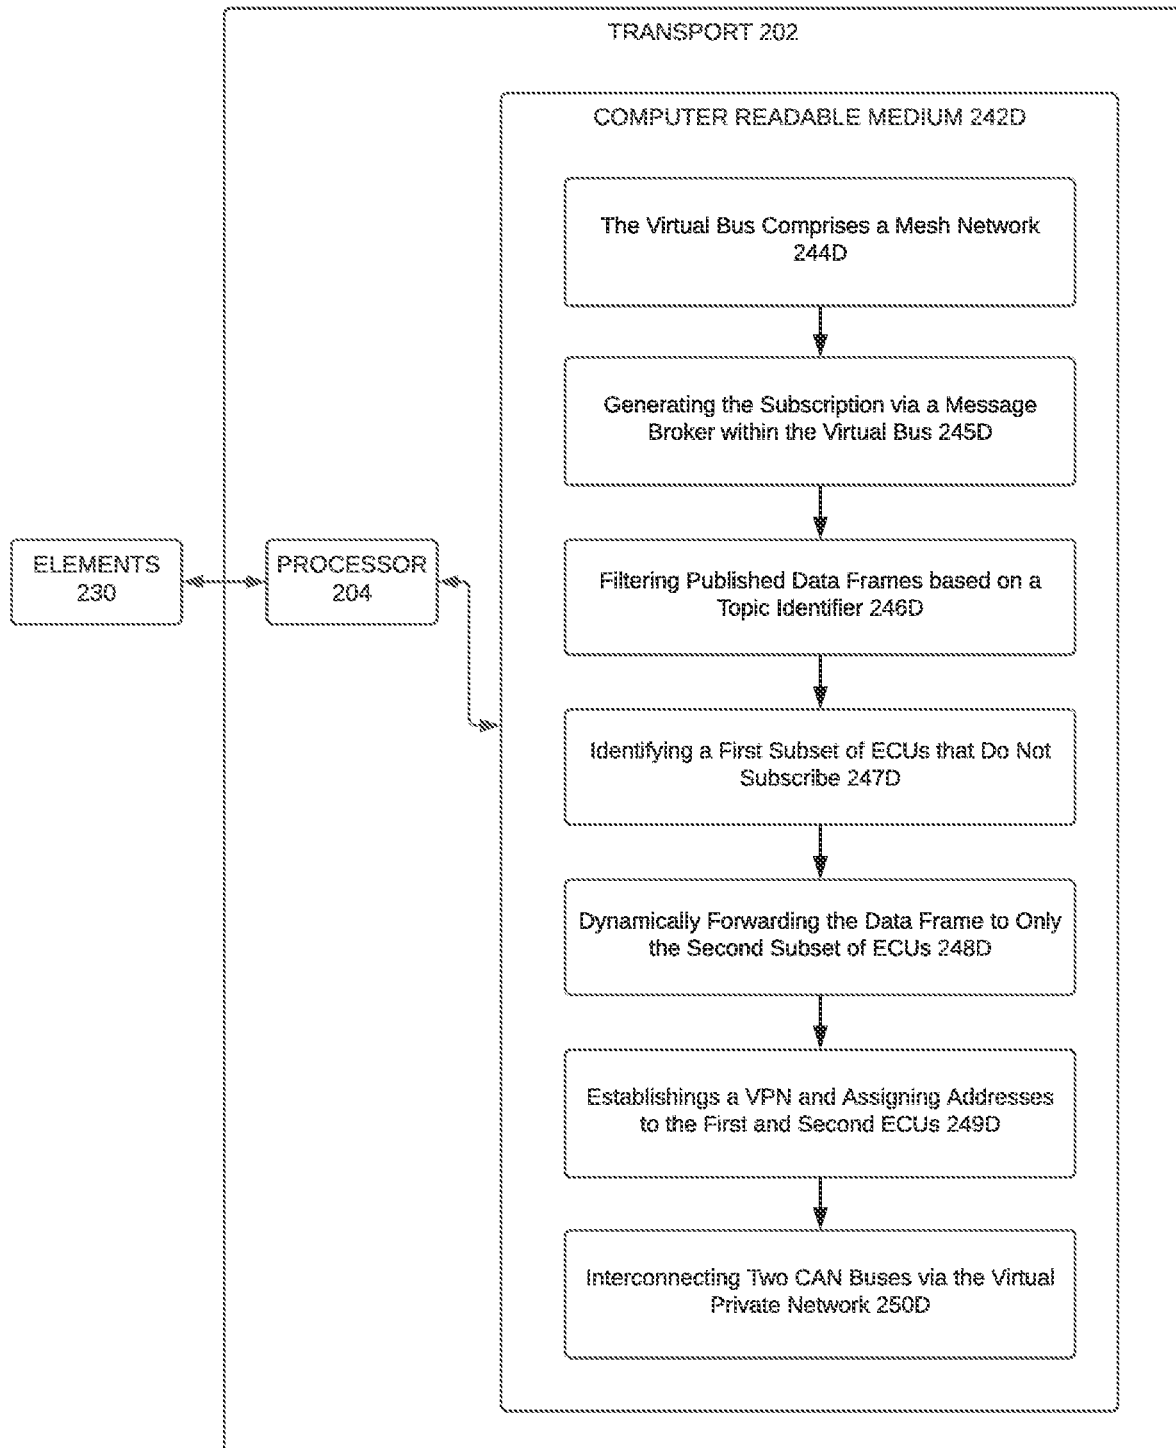 TRANSPORT 202
COMPUTER READABLE MEDIUM 242D
The Virtual Bus Comprises a Mesh Network
244D
Generating the Subscription via a Message
Broker within the Virtual Bus 245D
ELEMENTS
230
PROCESSOR
204
Filtering Published Data Frames based on a
Topic Identifier 246D
Identifying a First Subset of ECUs that Do Not
Subscribe 247D
Dynamically Forwarding the Data Frame to Only
the Second Subset of ECUs 248D
Establishings a VPN and Assigning Addresses
to the First and Second ECUs 249D
Interconnecting Two CAN Buses via the Virtual
Private Network 250D